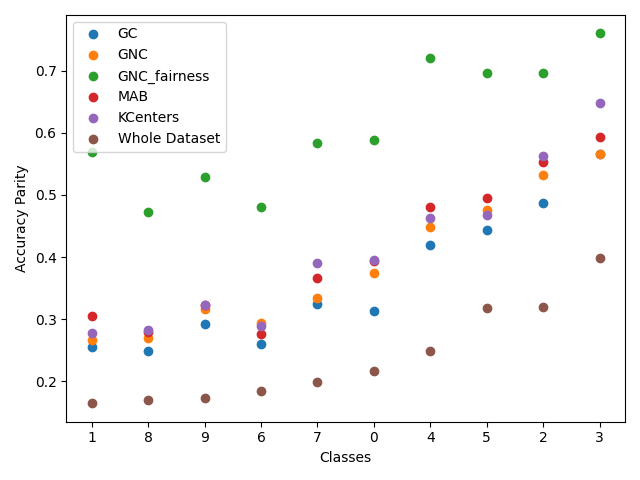 GC
GNC
GNC_fairness
MAB
KCenters
Whole Dataset
Accuracy Parity
0.7
0.6
0.5
0.4
0.3
0.2
1 8 9 6 7 0 4 5 2 3
Classes